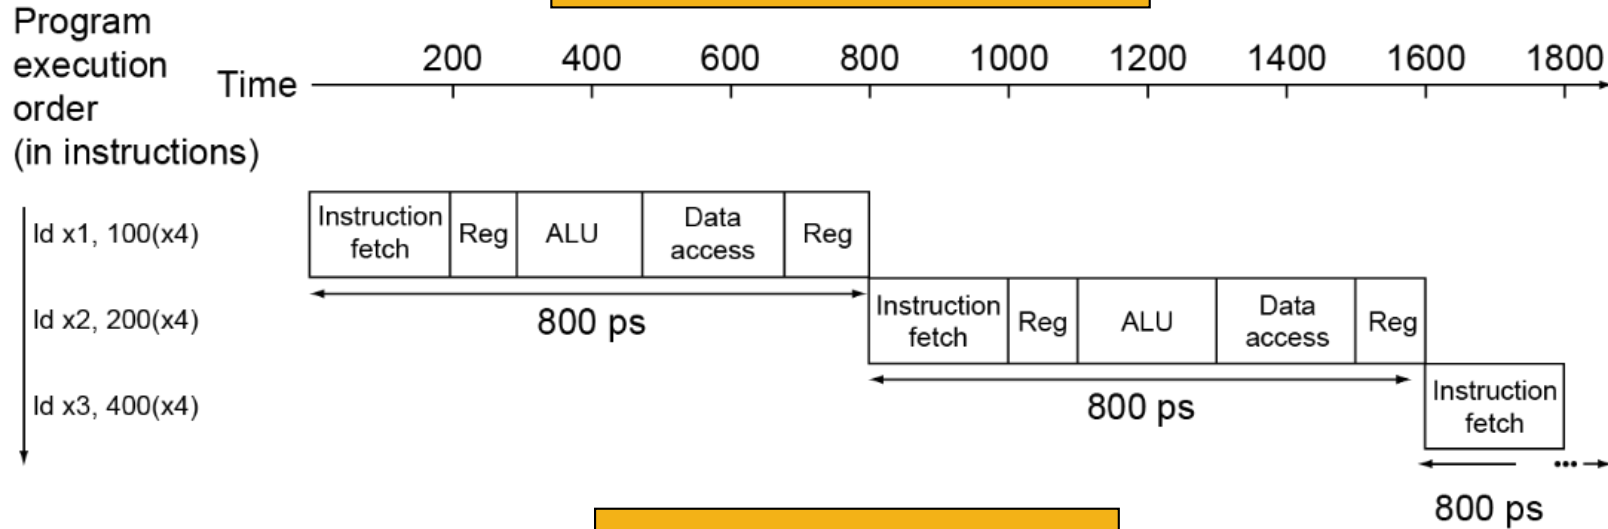 Program
execution
order
(in instructions)
Time
200 400 600 800 1000 1200 1400 1600 1800
ld x1, 100(x4)
Instruction
fetch
Reg
ALU
Data
access
Reg
800 ps
ld x2, 200(x4)
Instruction
fetch
Reg
ALU
Data
access
Reg
800 ps
ld x3, 400(x4)
Instruction
fetch
...
800 ps